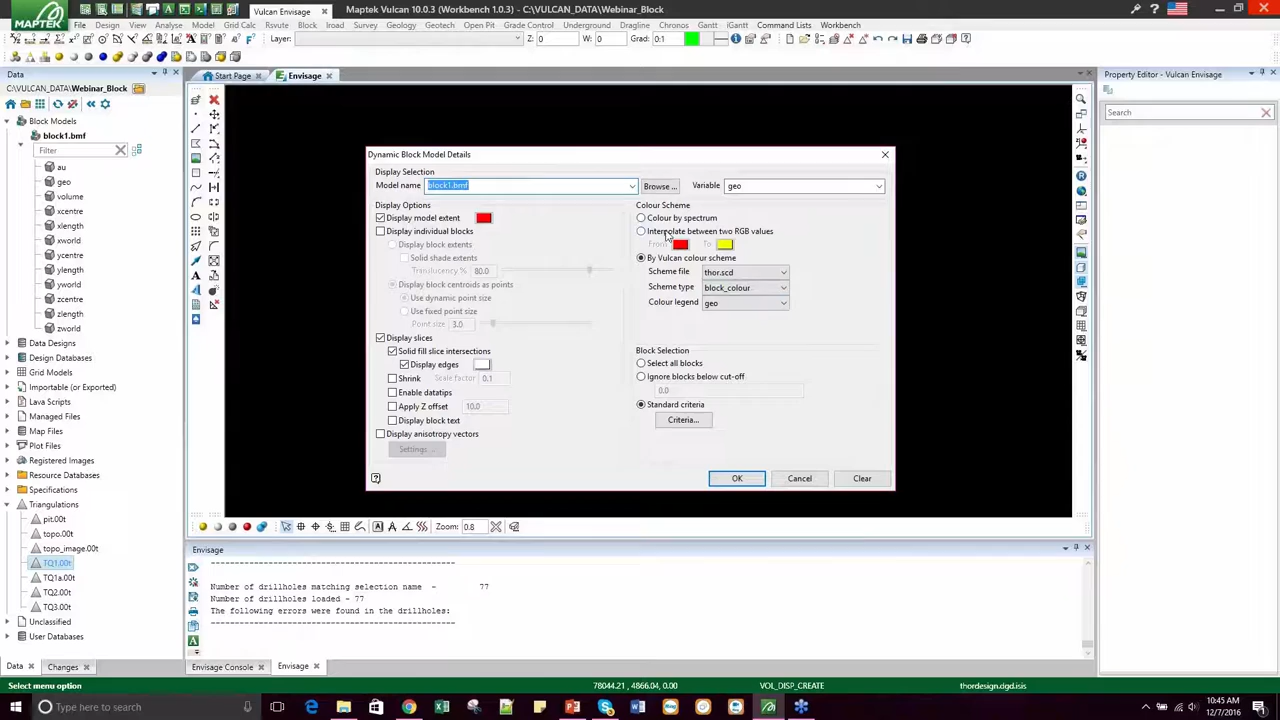 MAPTEK
Vulcan Envisage
Maptek Vulcan 10.0.3 (Workbench 1.0.3) - C:\VULCAN_DATA\Webinar_Block
File Design View Analyse Model Grid Calc Rsvute Block Iroad Survey Geology Geotech Open Pit Grade Control Underground Dragline Chronos Gantt iGantt Command Lists Workbench
Layer: Z: 0 W: 0 Grad: 0:1
Data
Start Page Envisage
Property Editor - Vulcan Envisage
C:\VULCAN_DATA\Webinar_Block
Search
Block Models
block1.bmf
Filter
au
geo
volume
xcentre
xlength
xworld
ycentre
ylength
yworld
zcentre
zlength
zworld
Data Designs
Design Databases
Grid Models
Importable (or Exported)
Lava Scripts
Managed Files
Map Files
Plot Files
Registered Images
Resource Databases
Specifications
Triangulations
pit.00t
topo.00t
topo_image.00t
TQ1.00t
TQ1a.00t
TQ2.00t
TQ3.00t
Unclassified
User Databases
Dynamic Block Model Details
Display Selection
Model name block1.bmf Browse ... Variable geo
Display Options
Display model extent
Display individual blocks
Display block extents
Solid shade extents
Translucency % 80.0
Display block centroids as points
Use dynamic point size
Use fixed point size
Point size 3.0
Display slices
Solid fill slice intersections
Display edges
Shrink Scale factor 0.1
Enable datatips
Apply Z offset 10.0
Display block text
Display anisotropy vectors
Settings ...
Colour Scheme
Colour by spectrum
Interpolate between two RGB values
From To
By Vulcan colour scheme
Scheme file thor.scd
Scheme type block_colour
Colour legend geo
Block Selection
Select all blocks
Ignore blocks below cut-off
0.0
Standard criteria
Criteria...
OK Cancel Clear
Zoom: 0.8
Envisage
------------------------------------------------
Number of drillholes matching selection name - 77
Number of drillholes loaded - 77
The following errors were found in the drillholes:
------------------------------------------------
Data Changes
Envisage Console Envisage
Select menu option 78044.21 , 4866.04, 0.00 VOL_DISP_CREATE thordesign.dgd.isis
I'm Cortana. Ask me anything.
10:45 AM
12/7/2016